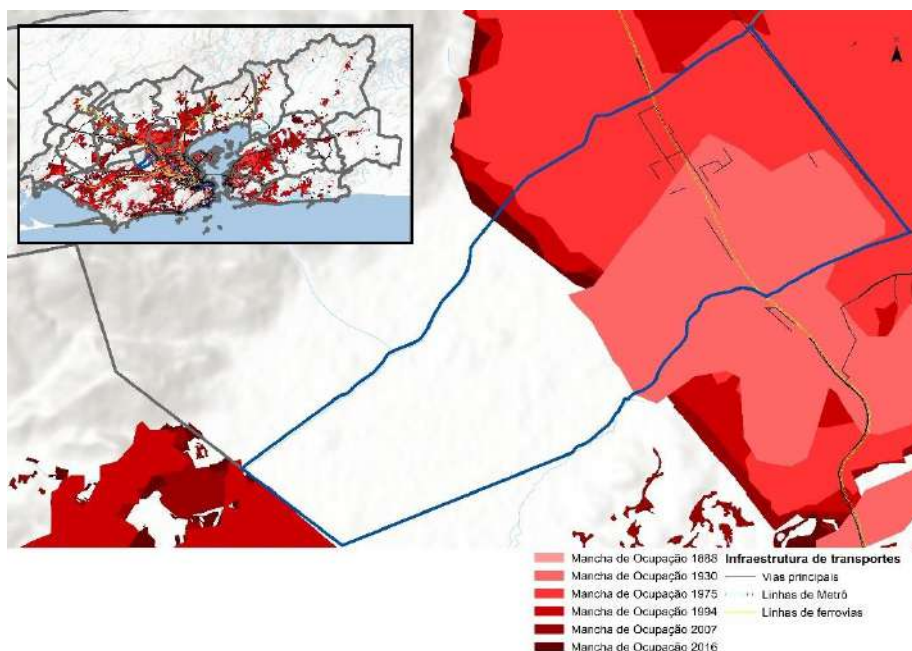 Mancha de Ocupação 1888
Mancha de Ocupação 1930
Mancha de Ocupação 1975
Mancha de Ocupação 1994
Mancha de Ocupação 2007
Mancha de Ocupação 2016
Infraestrutura de transportes
Vias principais
Linhas de Metrô
Linhas de ferrovias